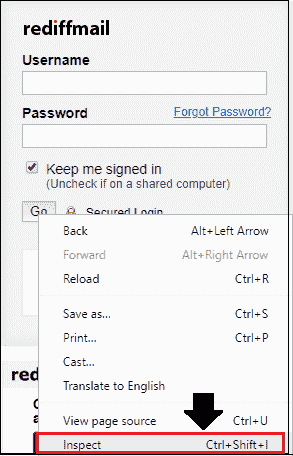 rediffmail
Username
Password Forgot Password?
Keep me signed in
(Uncheck if on a shared computer)
Go Secured Login
Back Alt+Left Arrow
Forward Alt+Right Arrow
Reload Ctrl+R
Save as... Ctrl+S
Print... Ctrl+P
Cast...
Translate to English
View page source Ctrl+U
Inspect Ctrl+Shift+I
red